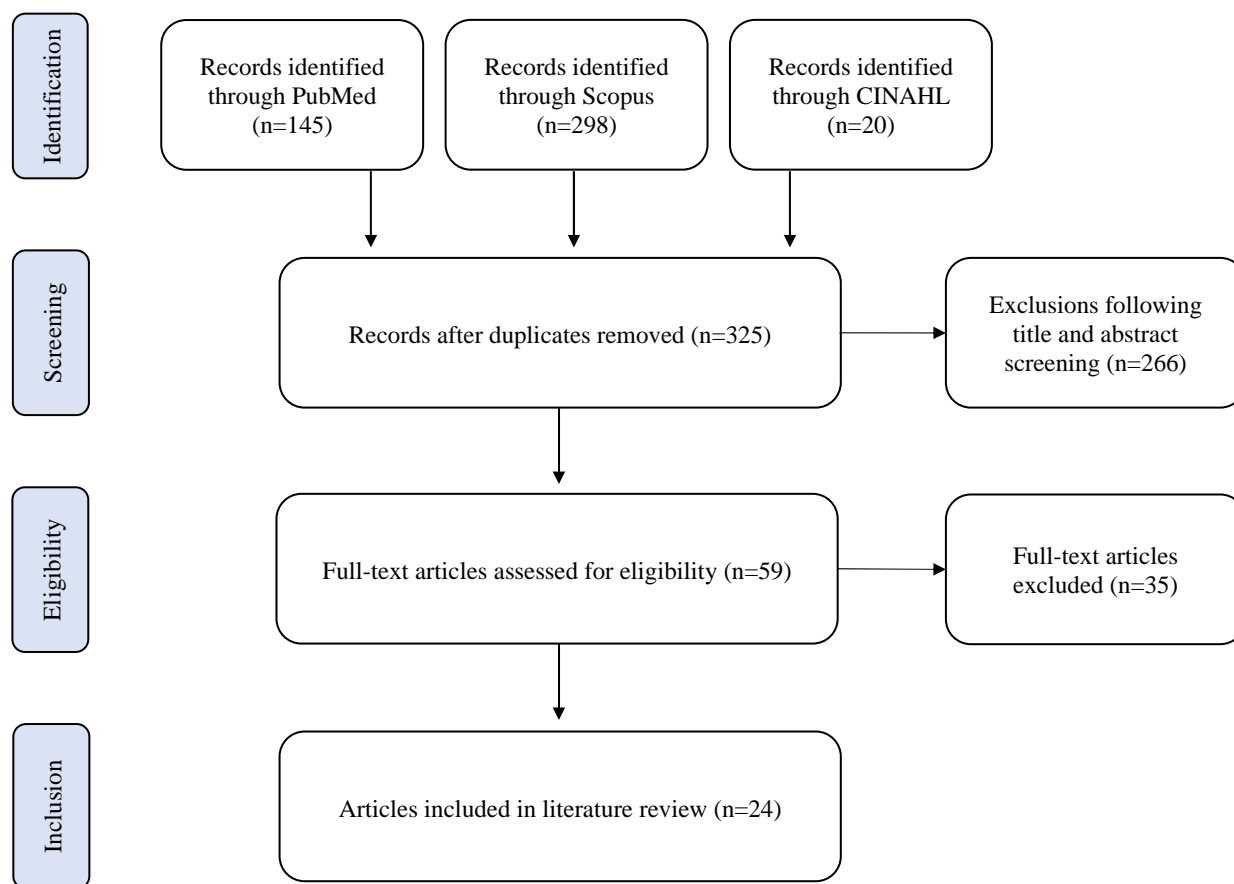 Identification
Records identified
through PubMed
(n=145)
Records identified
through Scopus
(n=298)
Records identified
through CINAHL
(n=20)
Screening
Records after duplicates removed (n=325)
Exclusions following
title and abstract
screening (n=266)
Eligibility
Full-text articles assessed for eligibility (n=59)
Full-text articles
excluded (n=35)
Inclusion
Articles included in literature review (n=24)